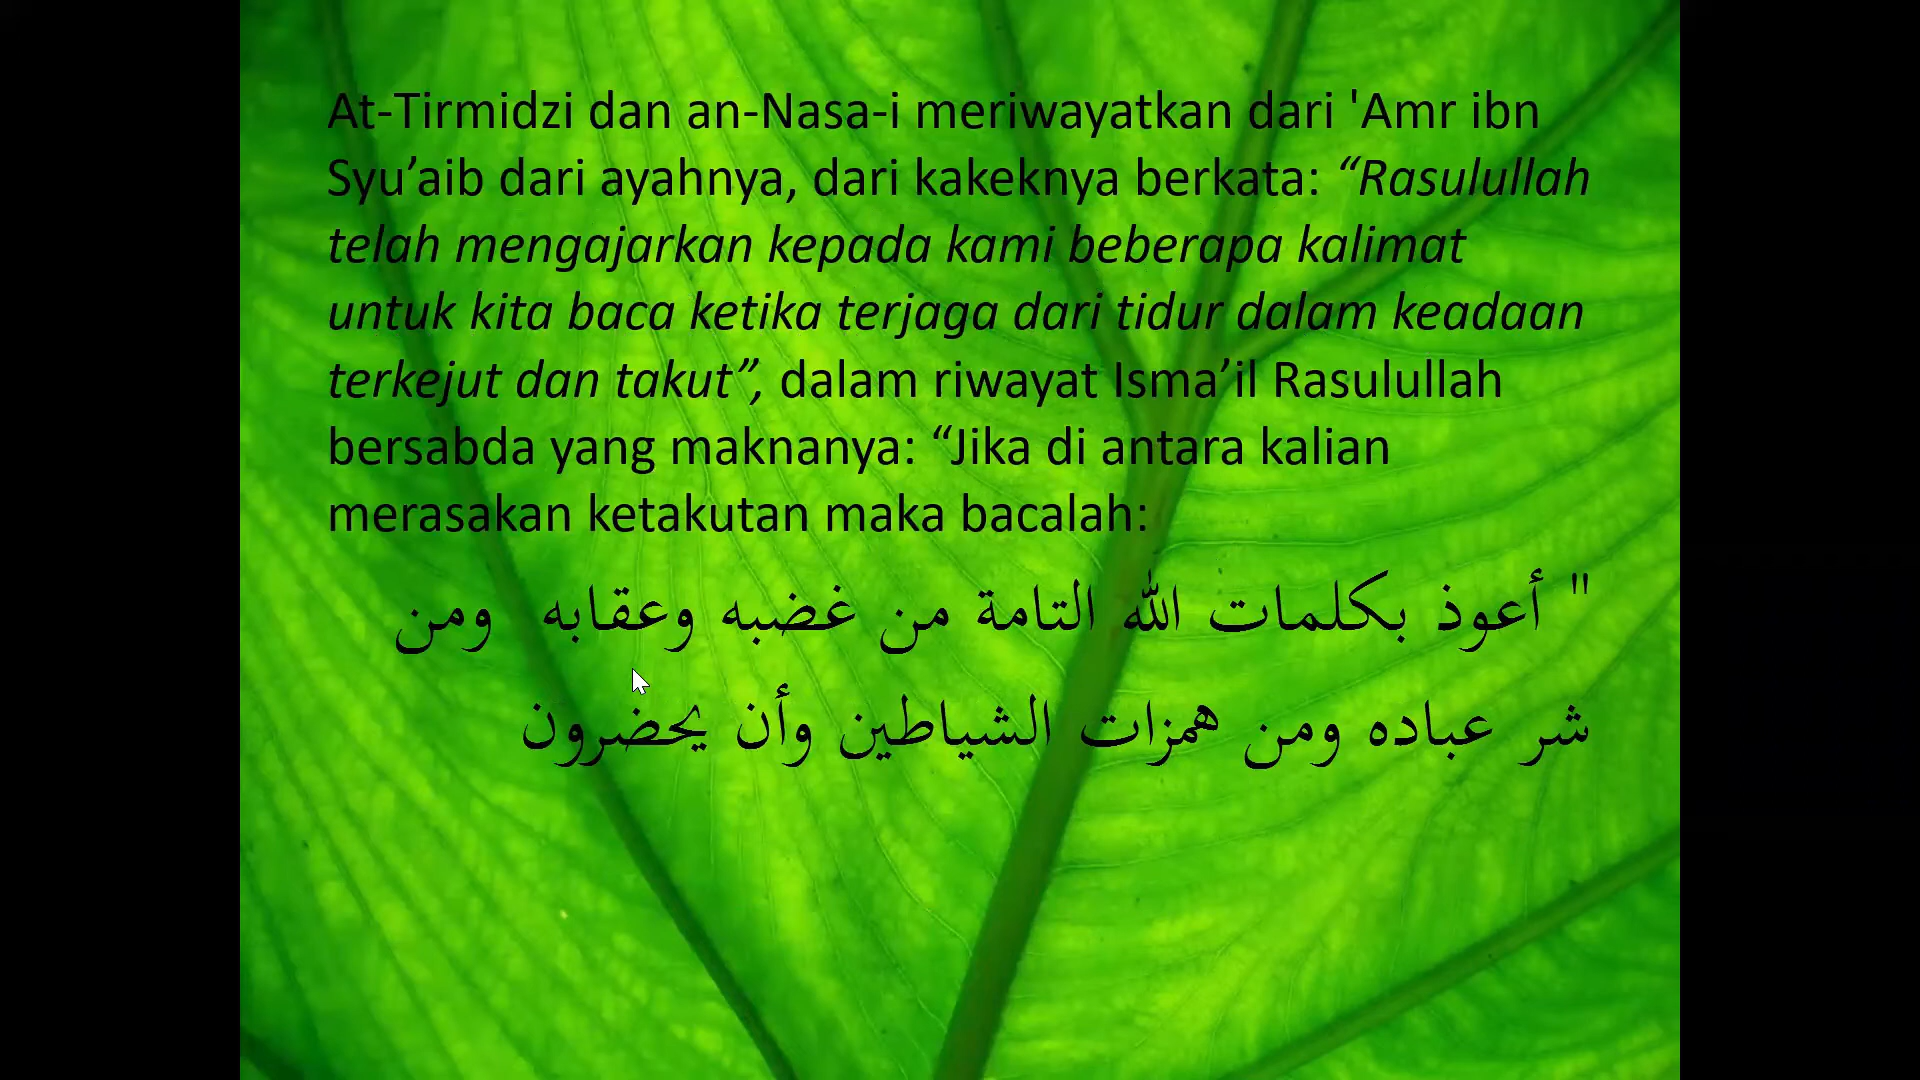 At-Tirmidzi dan an-Nasa-i meriwayatkan dari 'Amr ibn
Syu’aib dari ayahnya, dari kakeknya berkata: “Rasulullah
telah mengajarkan kepada kami beberapa kalimat
untuk kita baca ketika terjaga dari tidur dalam keadaan
terkejut dan takut”, dalam riwayat Isma’il Rasulullah
bersabda yang maknanya: “Jika di antara kalian
merasakan ketakutan maka bacalah:
" أعوذ بكلمات الله التامة من غضبه وعقابه ومن
شر عباده ومن همزات الشياطين وأن يحضرون